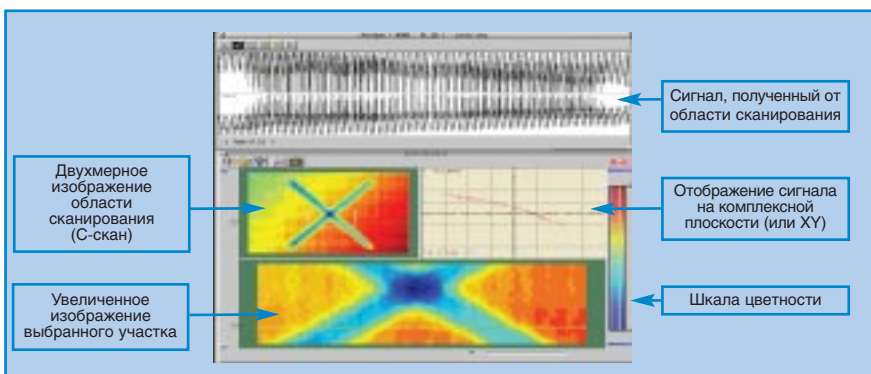 Сигнал, полученный от
области сканирования
Двухмерное
изображение
области
сканирования
(С-скан)
Отображение сигнала
на комплексной
плоскости (или XY)
Увеличенное
изображение
выбранного участка
Шкала цветности